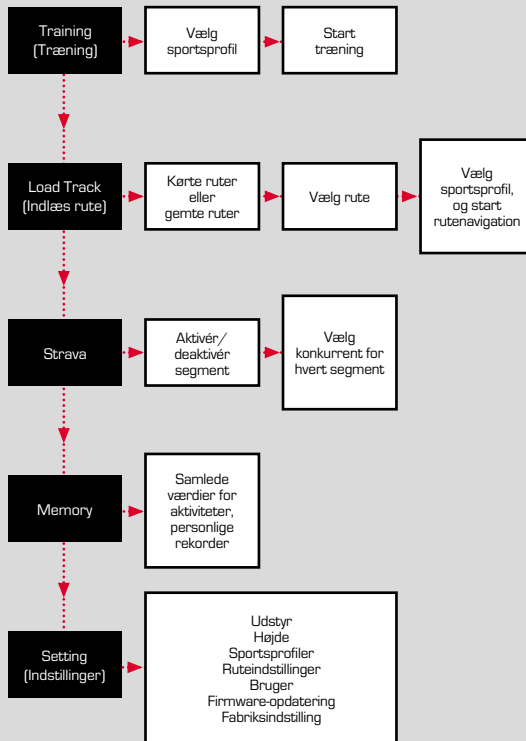 Training
(Træning)
Vælg
sportsprofil
Start
træning
Load Track
(Indlæs rute)
Kørte ruter
eller
gemte ruter
Vælg rute
Vælg
sportsprofil,
og start
rutenavigation
Strava
Aktivér/
deaktivér
segment
Vælg
konkurrent for
hvert segment
Memory
Samlede
værdier for
aktiviteter,
personlige
rekorder
Setting
(Indstillinger)
Udstyr
Højde
Sportsprofiler
Ruteindstillinger
Bruger
Firmware-opdatering
Fabriksindstilling